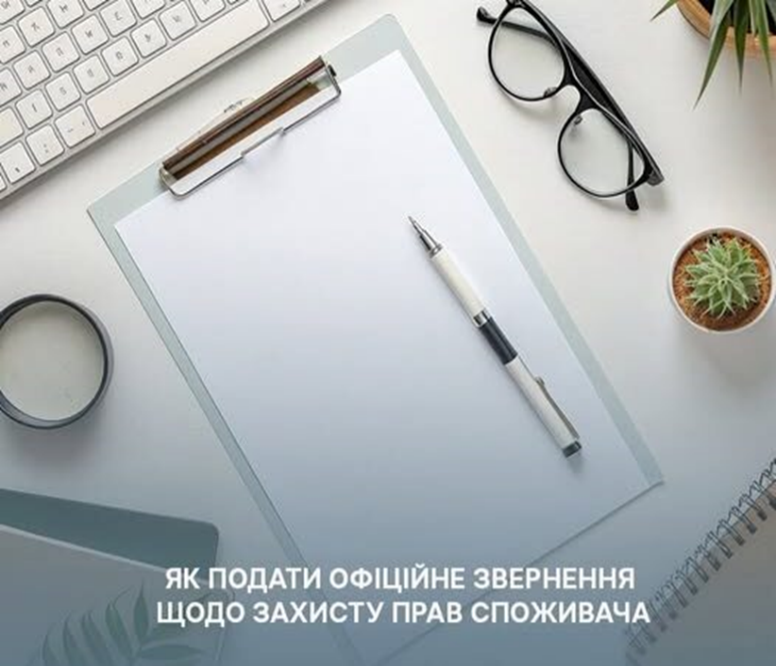 ЯК ПОДАТИ ОФІЦІЙНЕ ЗВЕРНЕННЯ
ЩОДО ЗАХИСТУ ПРАВ СПОЖИВАЧА